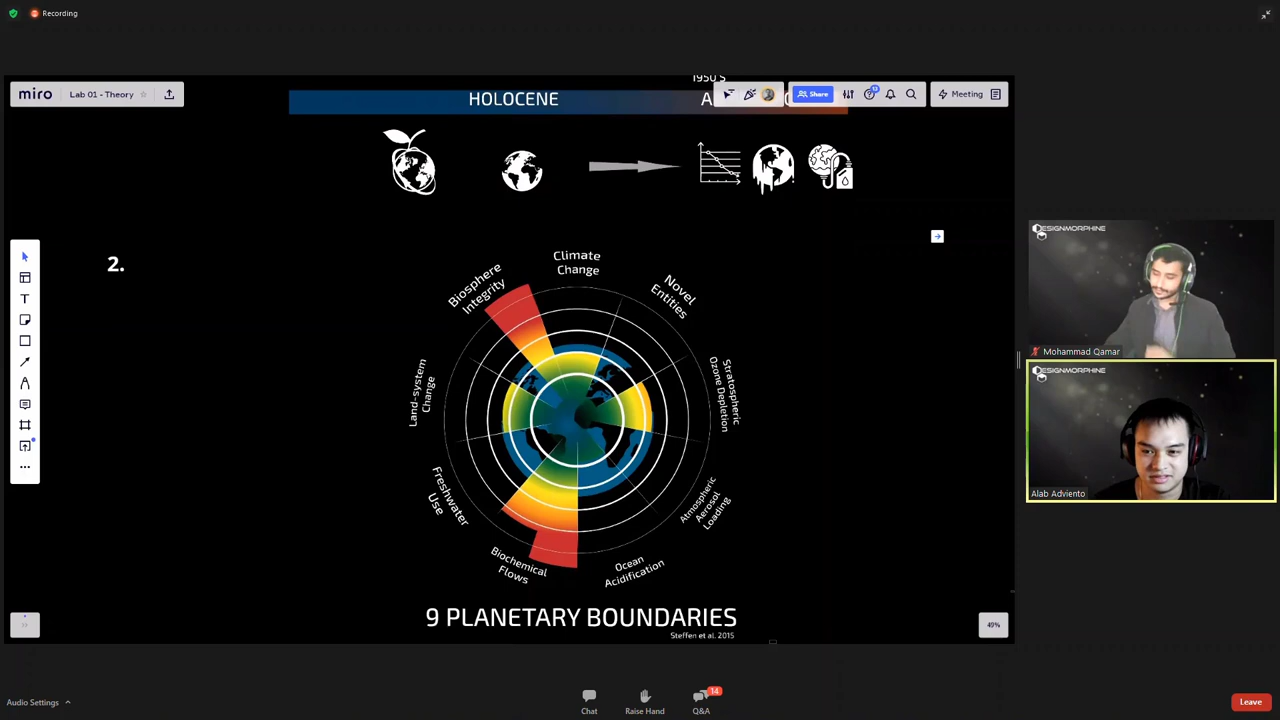 Recording
1950'S
miro
Lab 01 - Theory
Share
13
Meeting
HOLOCENE
A
2.
Climate
Change
Biosphere
Integrity
Novel
Entities
Land-system
Change
Stratospheric
Ozone Depletion
Freshwater
Use
Atmospheric
Aerosol
Loading
Biochemical
Flows
Ocean
Acidification
9 PLANETARY BOUNDARIES
Steffen et al. 2015
49%
DESIGNMORPHINE
Mohammad Qamar
DESIGNMORPHINE
Alab Adviento
Audio Settings
Chat
Raise Hand
14
Q&A
Leave